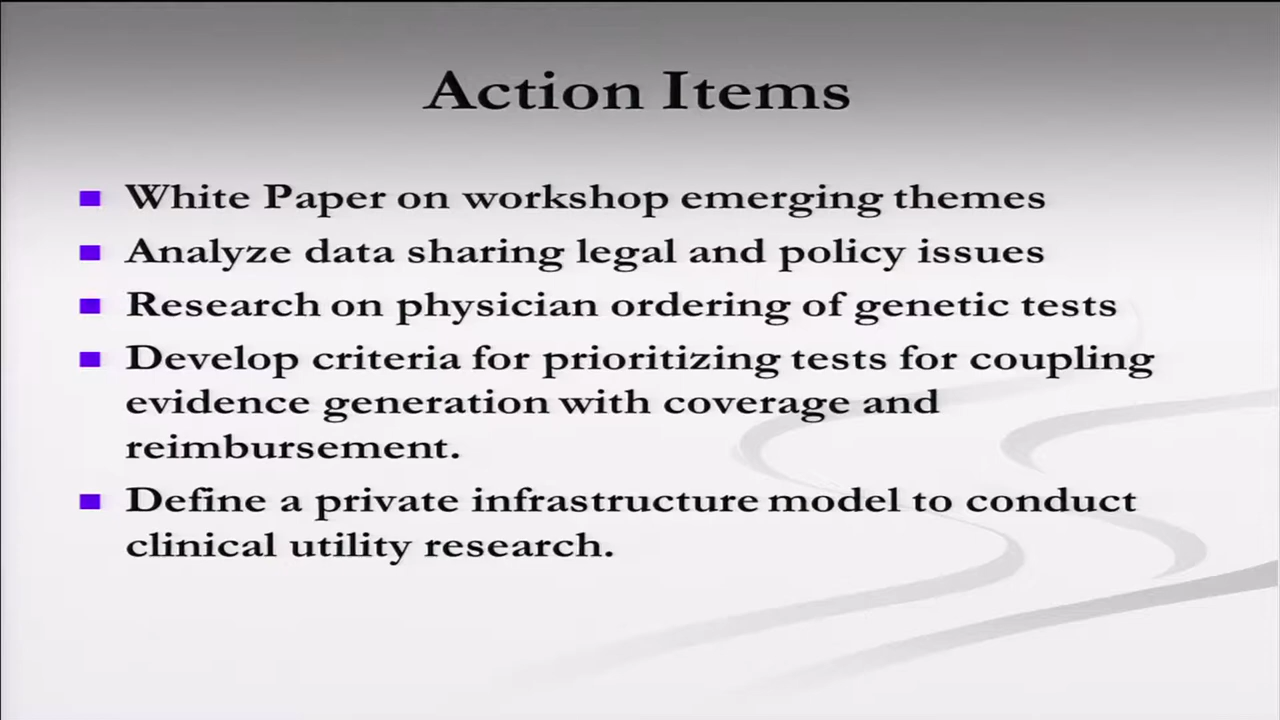 Action Items
White Paper on workshop emerging themes
Analyze data sharing legal and policy issues
Research on physician ordering of genetic tests
Develop criteria for prioritizing tests for coupling
evidence generation with coverage and
reimbursement.
Define a private infrastructure model to conduct
clinical utility research.